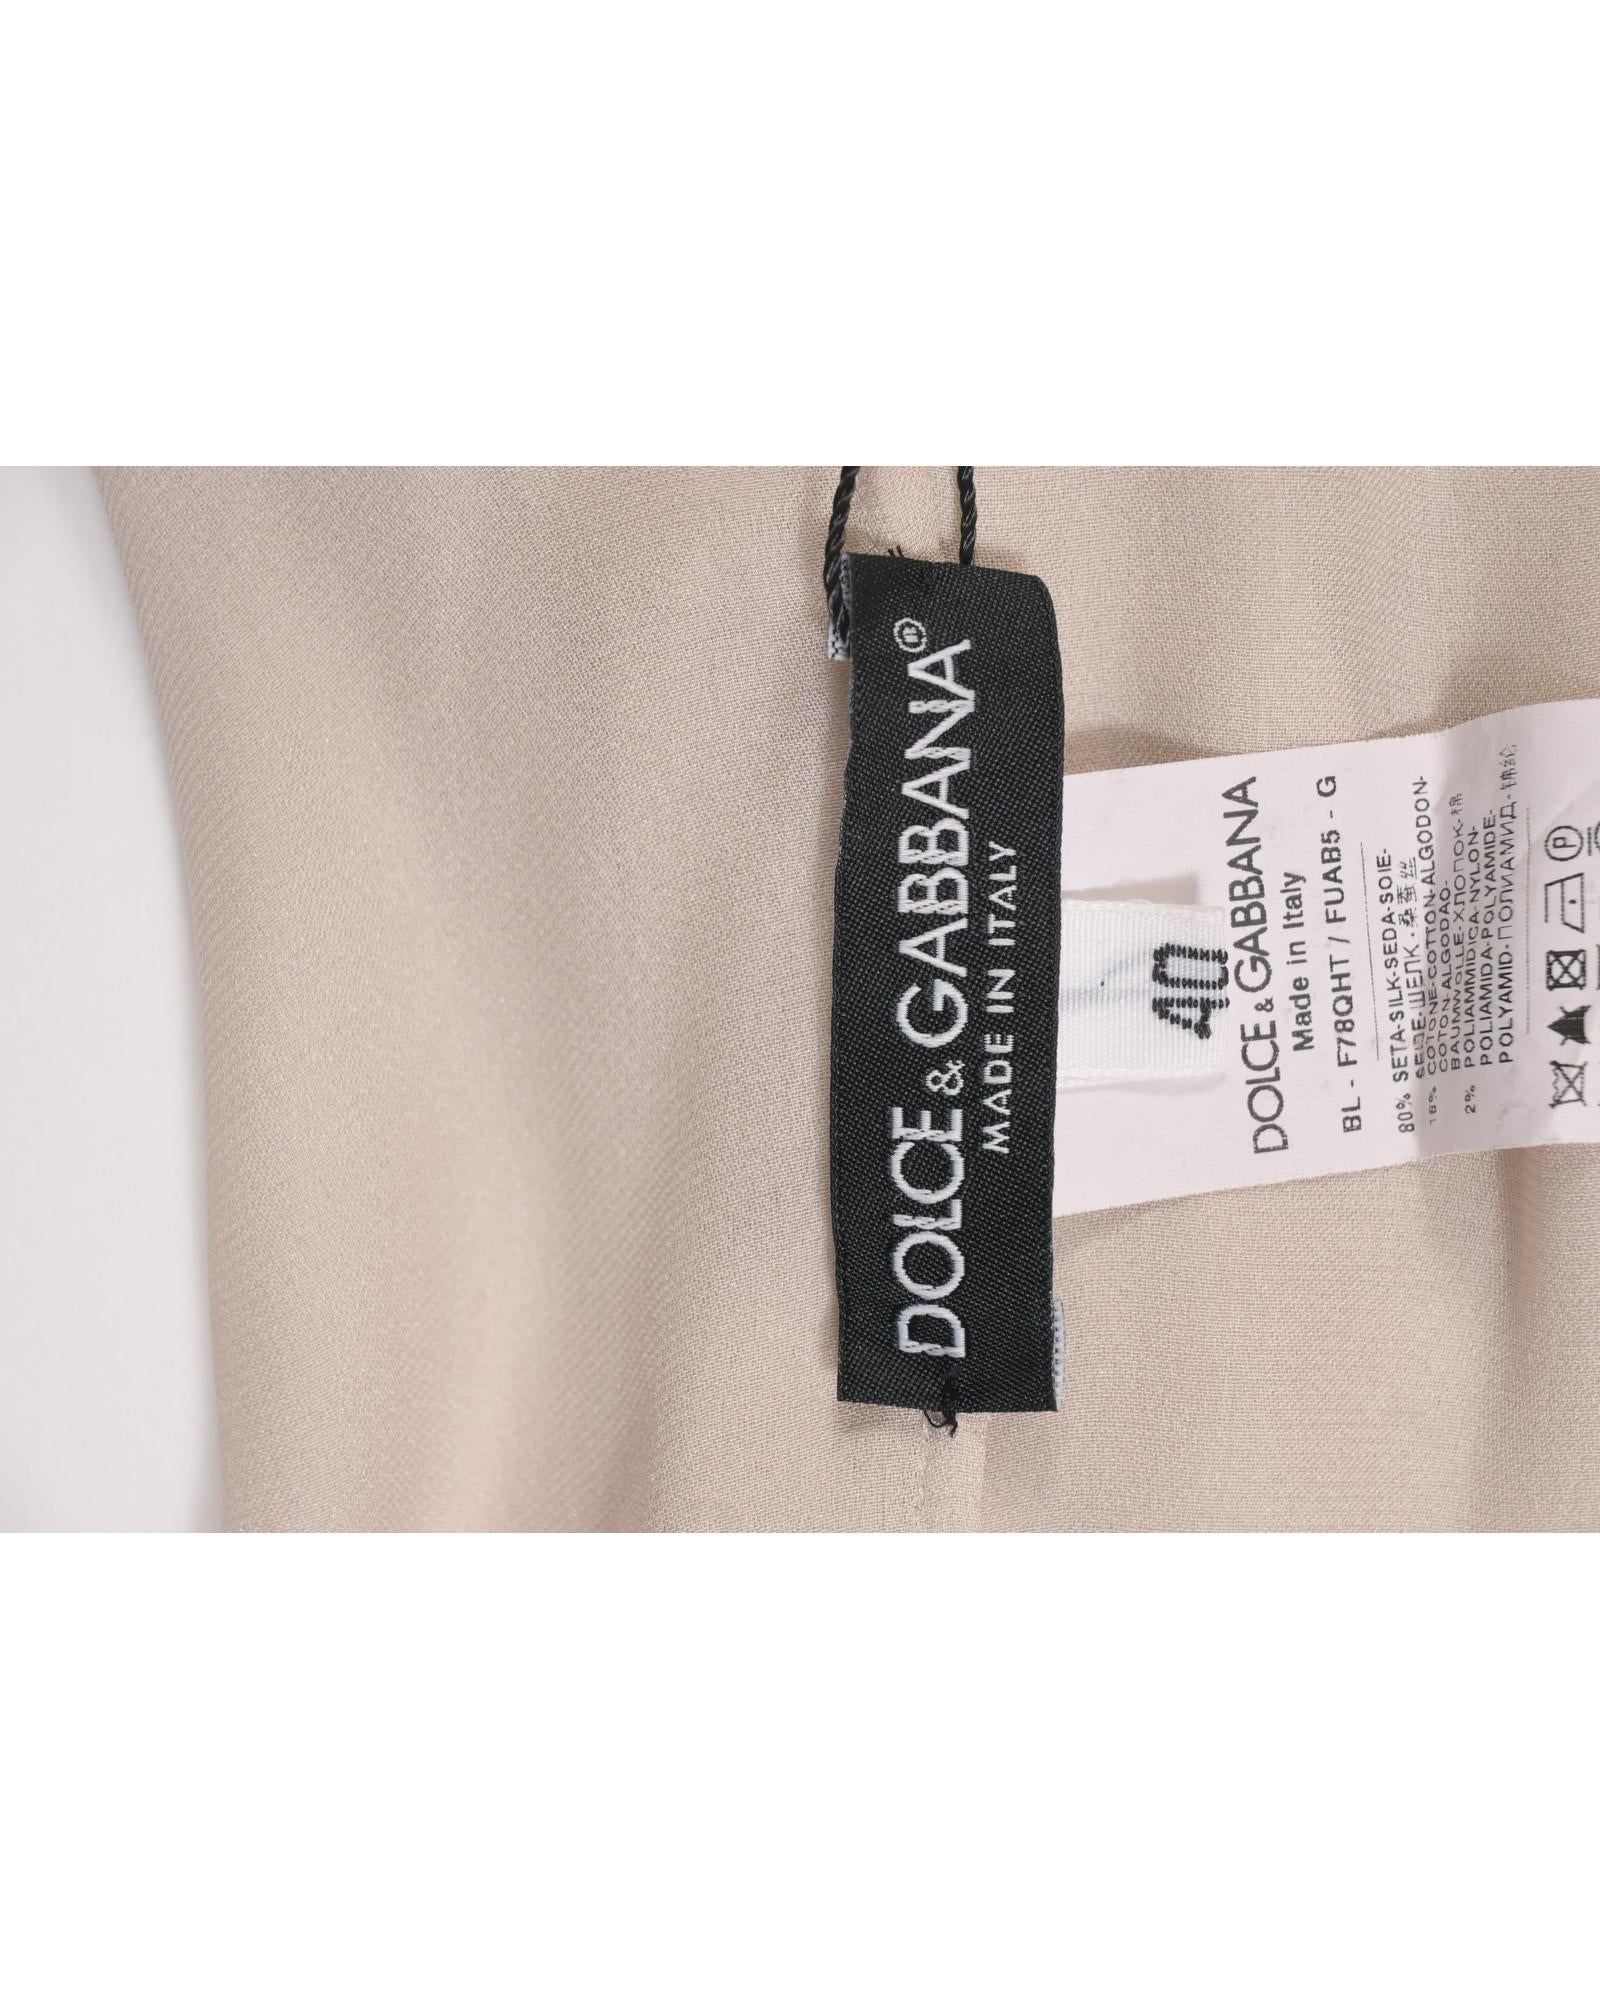 DOLCE & GABBANA®
MADE IN ITALY
40
DOLCE & GABBANA
Made in Italy
BL - F78QHT / FUAB5 - G
80% SETA-SILK-SEDA-SOIE-
SEIDE-ШЕЛК-桑蚕丝
18% COTONE-COTTON-ALGODON-
COTON-ALGODAO-
BAUMWOLLE-ХЛОПОК-棉
2% POLIAMMIDICA-NYLON-
POLIAMIDA-POLYAMIDE-
POLYAMID-ПОЛИАМИД-锦纶
P